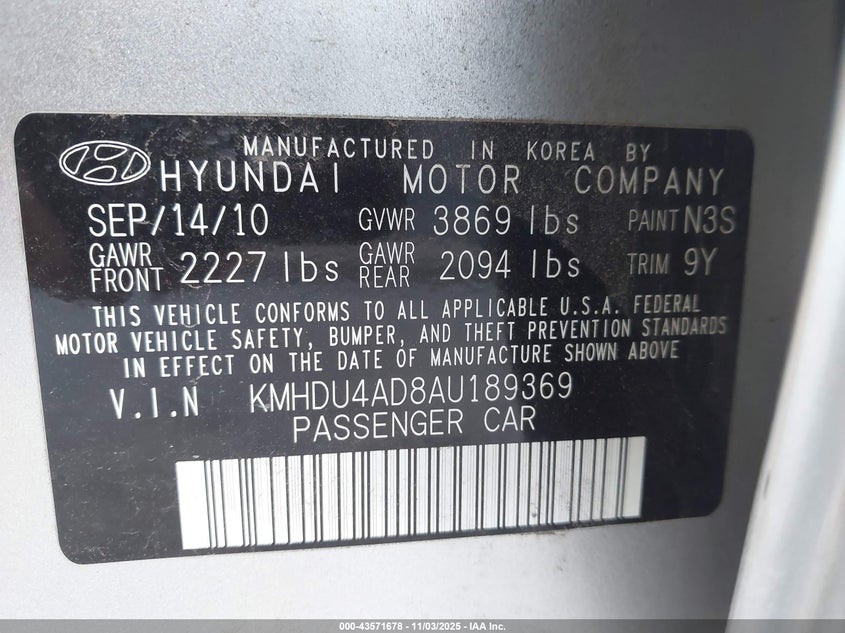 MANUFACTURED IN KOREA BY
HYUNDAI MOTOR COMPANY
SEP/14/10 GVWR 3869 lbs PAINT N3S
GAWR FRONT 2227 lbs GAWR REAR 2094 lbs TRIM 9Y
THIS VEHICLE CONFORMS TO ALL APPLICABLE U.S.A. FEDERAL
MOTOR VEHICLE SAFETY, BUMPER, AND THEFT PREVENTION STANDARDS
IN EFFECT ON THE DATE OF MANUFACTURE SHOWN ABOVE
V.I.N KMHDU4AD8AU189369
PASSENGER CAR
000-43571678 - 11/03/2025 - IAA Inc.